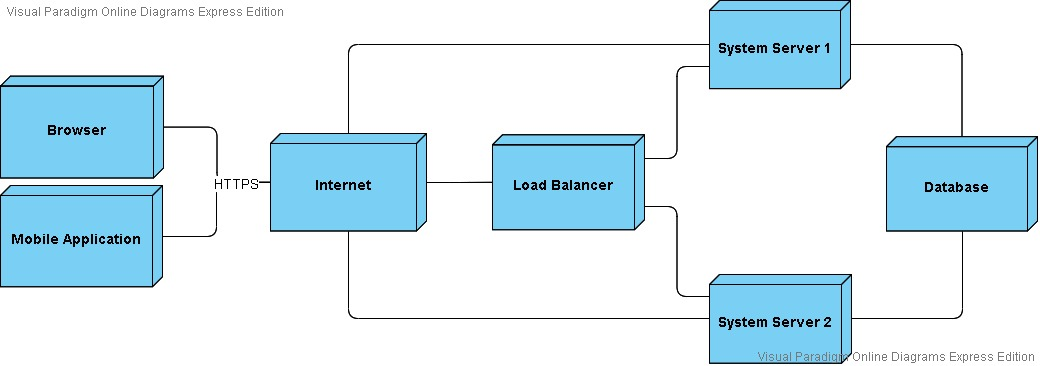 Visual Paradigm Online Diagrams Express Edition
System Server 1
Browser
HTTPS
Internet
Load Balancer
Database
Mobile Application
System Server 2
Visual Paradigm Online Diagrams Express Edition